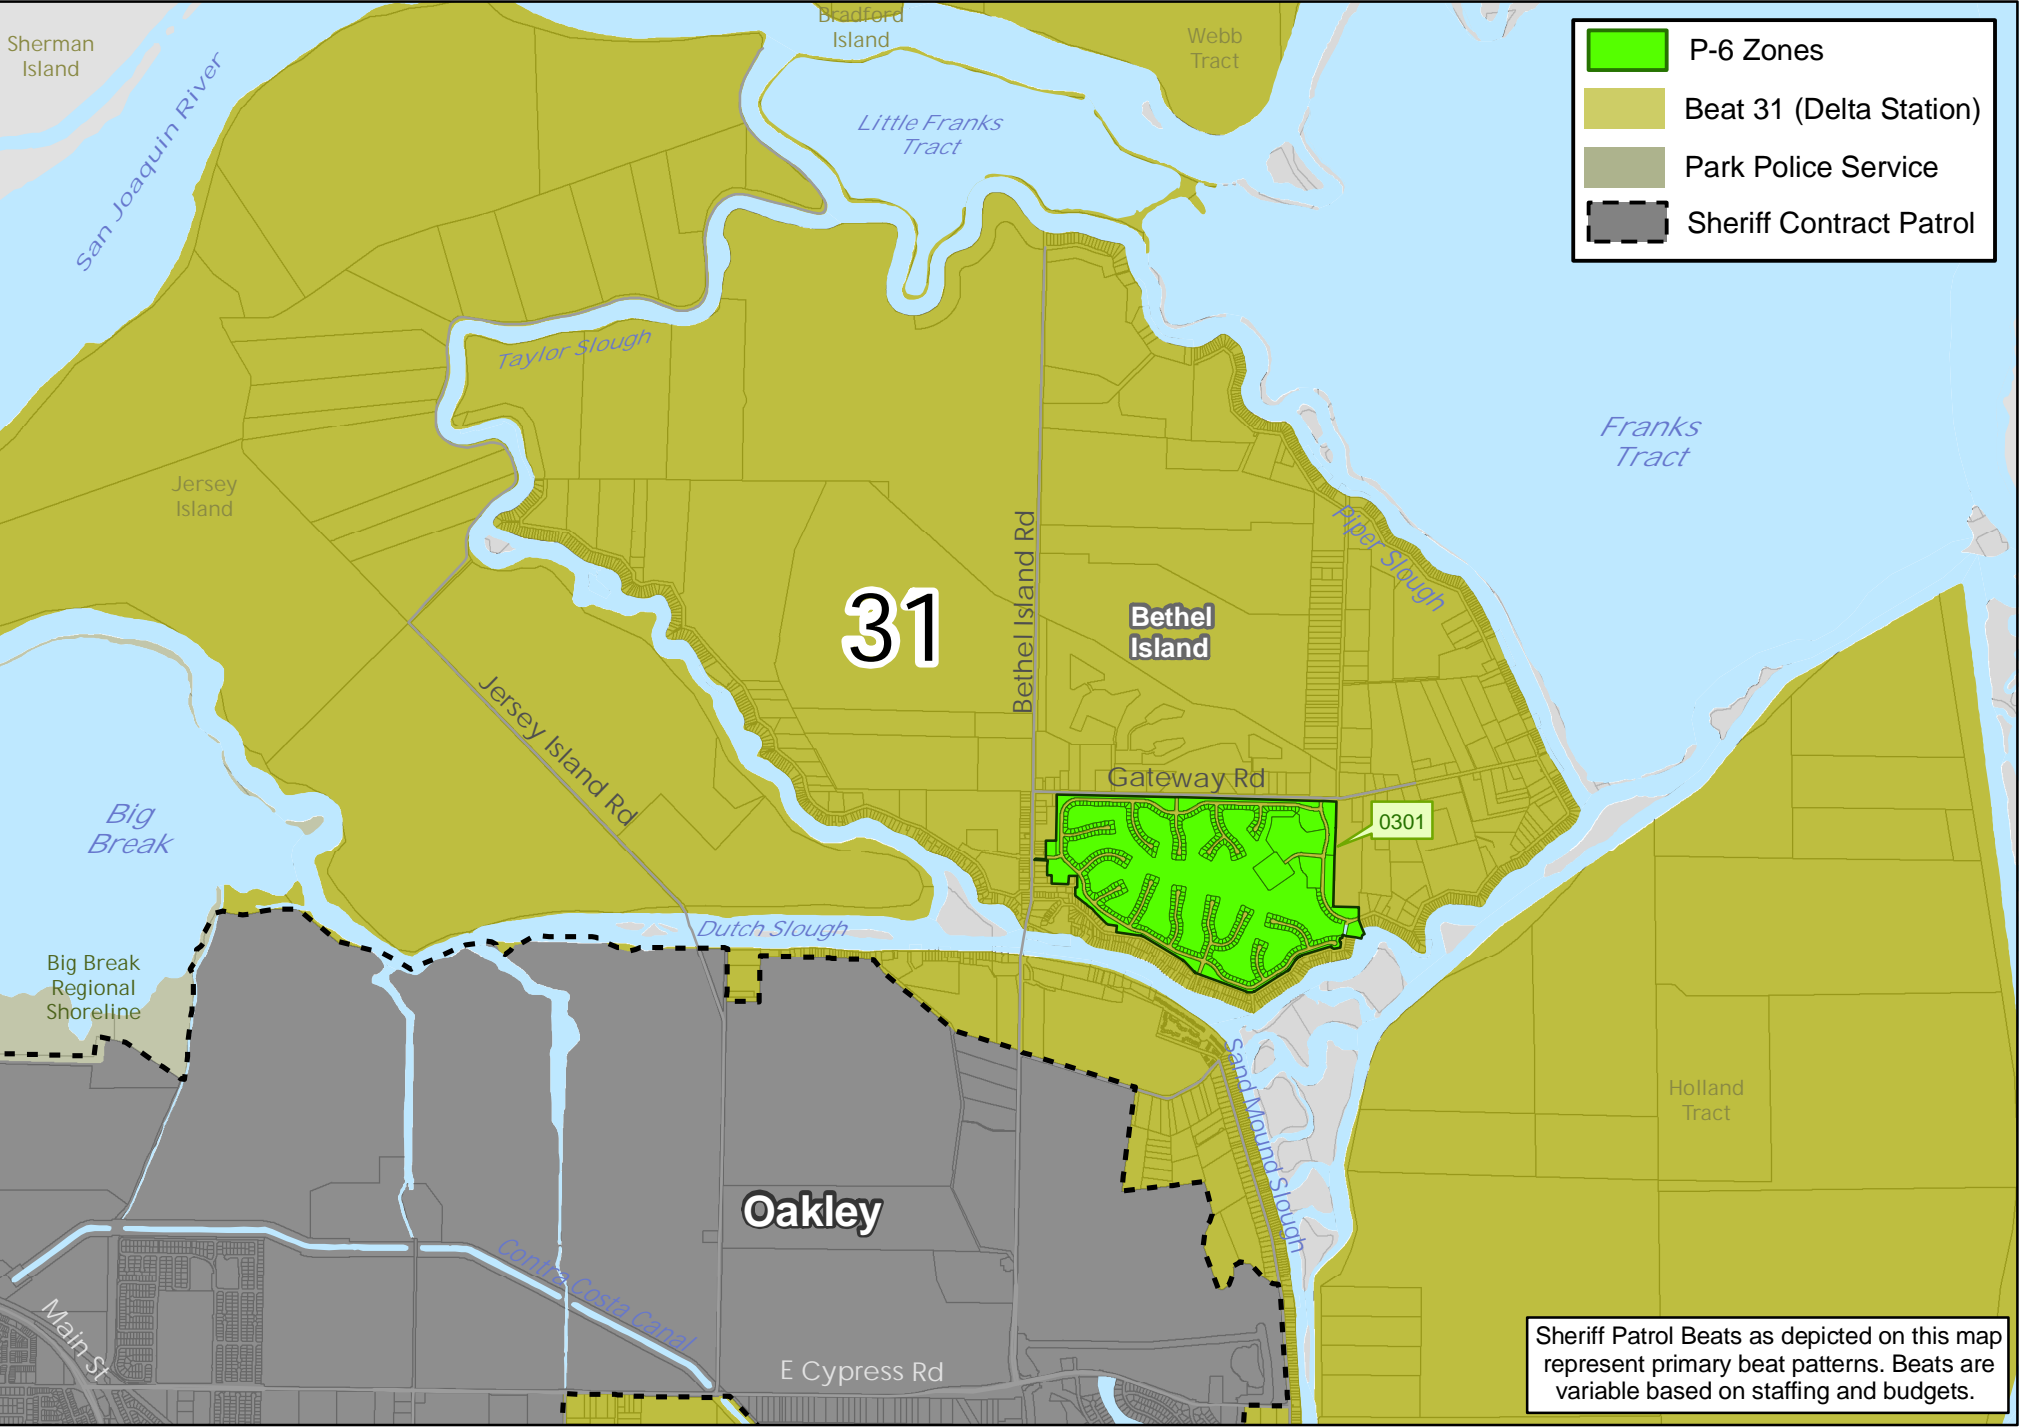 Sherman
Island
San Joaquin River
Bradford
Island
Webb
Tract
Little Franks
Tract
P-6 Zones
Beat 31 (Delta Station)
Park Police Service
Sheriff Contract Patrol
Taylor Slough
Franks
Tract
Jersey
Island
Piper Slough
Bethel Island Rd
31
Bethel
Island
Jersey Island Rd
Gateway Rd
0301
Big
Break
Dutch Slough
Big Break
Regional
Shoreline
Sand Mound Slough
Holland
Tract
Oakley
Contra Costa Canal
Main St
E Cypress Rd
Sheriff Patrol Beats as depicted on this map
represent primary beat patterns. Beats are
variable based on staffing and budgets.